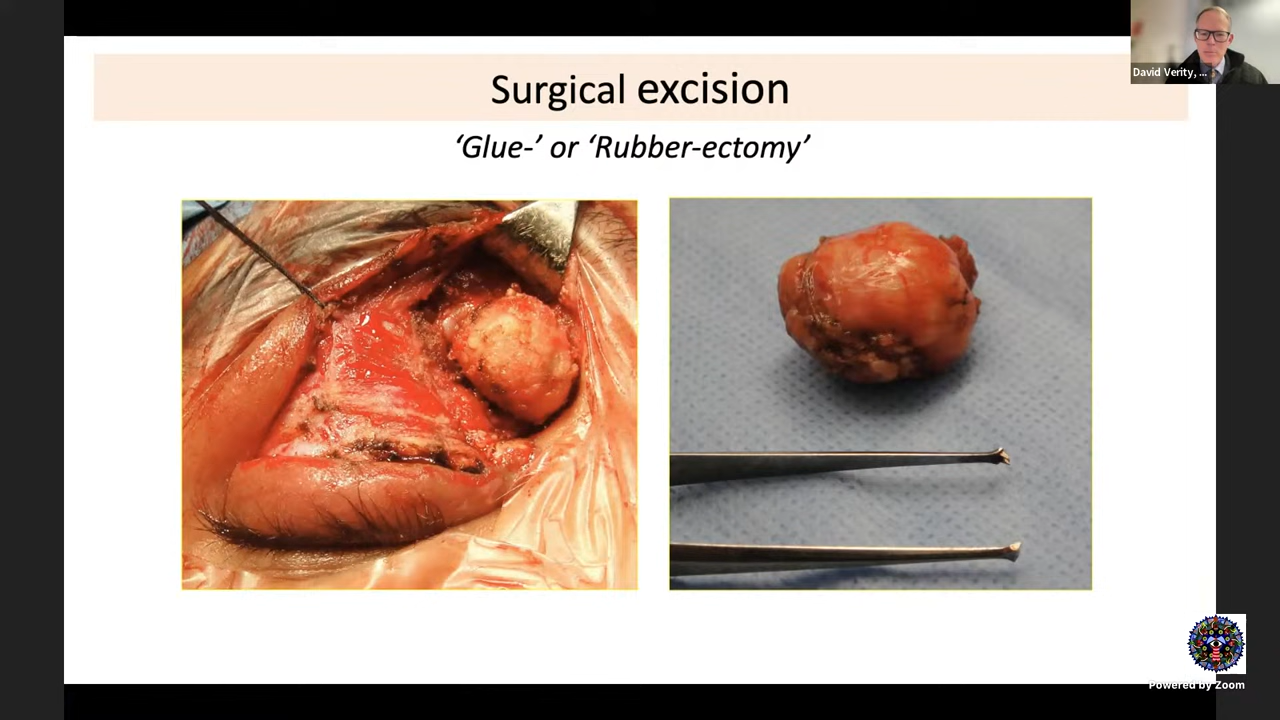 Surgical excision
‘Glue-’ or ‘Rubber-ectomy’
David Verity, ...
Powered by Zoom